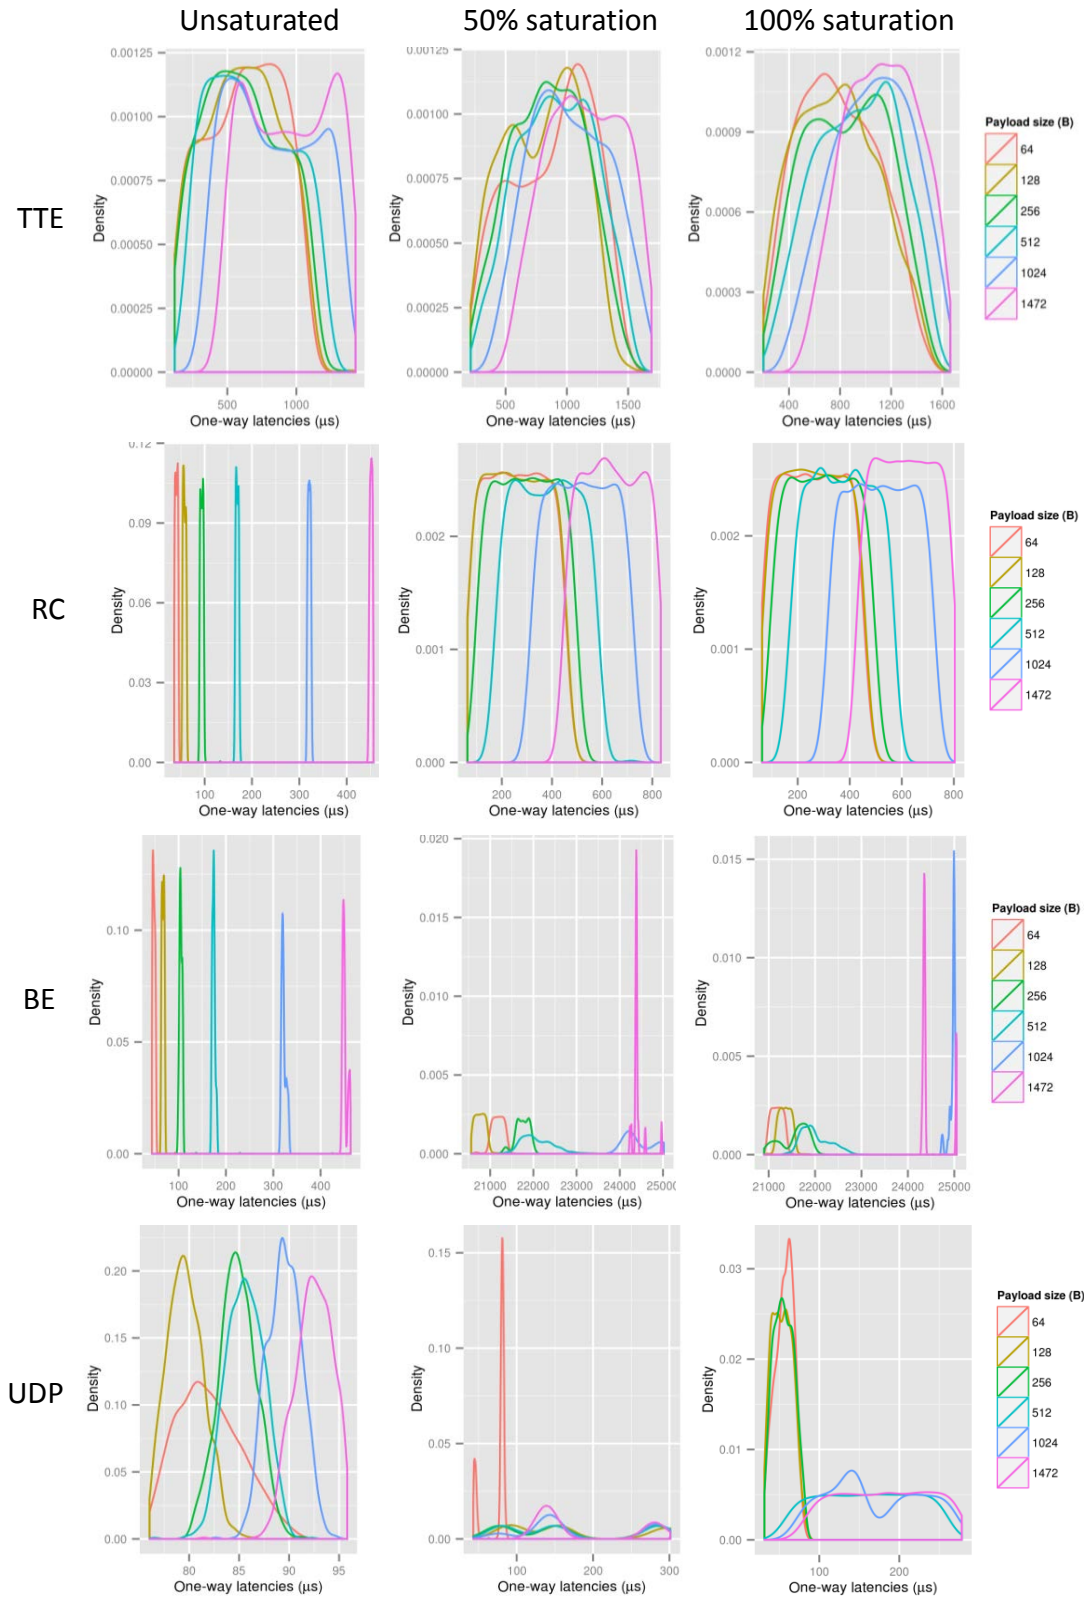 Unsaturated 50% saturation 100% saturation
TTE
Density
0.00125
0.00100
0.00075
0.00050
0.00025
0.00000
500 1000
One-way latencies (μs)
Density
0.00125
0.00100
0.00075
0.00050
0.00025
0.00000
500 1000 1500
One-way latencies (μs)
Density
0.0012
0.0009
0.0006
0.0003
0.0000
400 800 1200 1600
One-way latencies (μs)
Payload size (B)
64
128
256
512
1024
1472
RC
Density
0.12
0.09
0.06
0.03
0.00
100 200 300 400
One-way latencies (μs)
Density
0.002
0.001
0.000
200 400 600 800
One-way latencies (μs)
Density
0.002
0.001
0.000
200 400 600 800
One-way latencies (μs)
Payload size (B)
64
128
256
512
1024
1472
BE
Density
0.10
0.05
0.00
100 200 300 400
One-way latencies (μs)
Density
0.020
0.015
0.010
0.005
0.000
21000 22000 23000 24000 25000
One-way latencies (μs)
Density
0.015
0.010
0.005
0.000
21000 22000 23000 24000 25000
One-way latencies (μs)
Payload size (B)
64
128
256
512
1024
1472
UDP
Density
0.20
0.15
0.10
0.05
0.00
80 85 90 95
One-way latencies (μs)
Density
0.15
0.10
0.05
0.00
100 200 300
One-way latencies (μs)
Density
0.03
0.02
0.01
0.00
100 200
One-way latencies (μs)
Payload size (B)
64
128
256
512
1024
1472